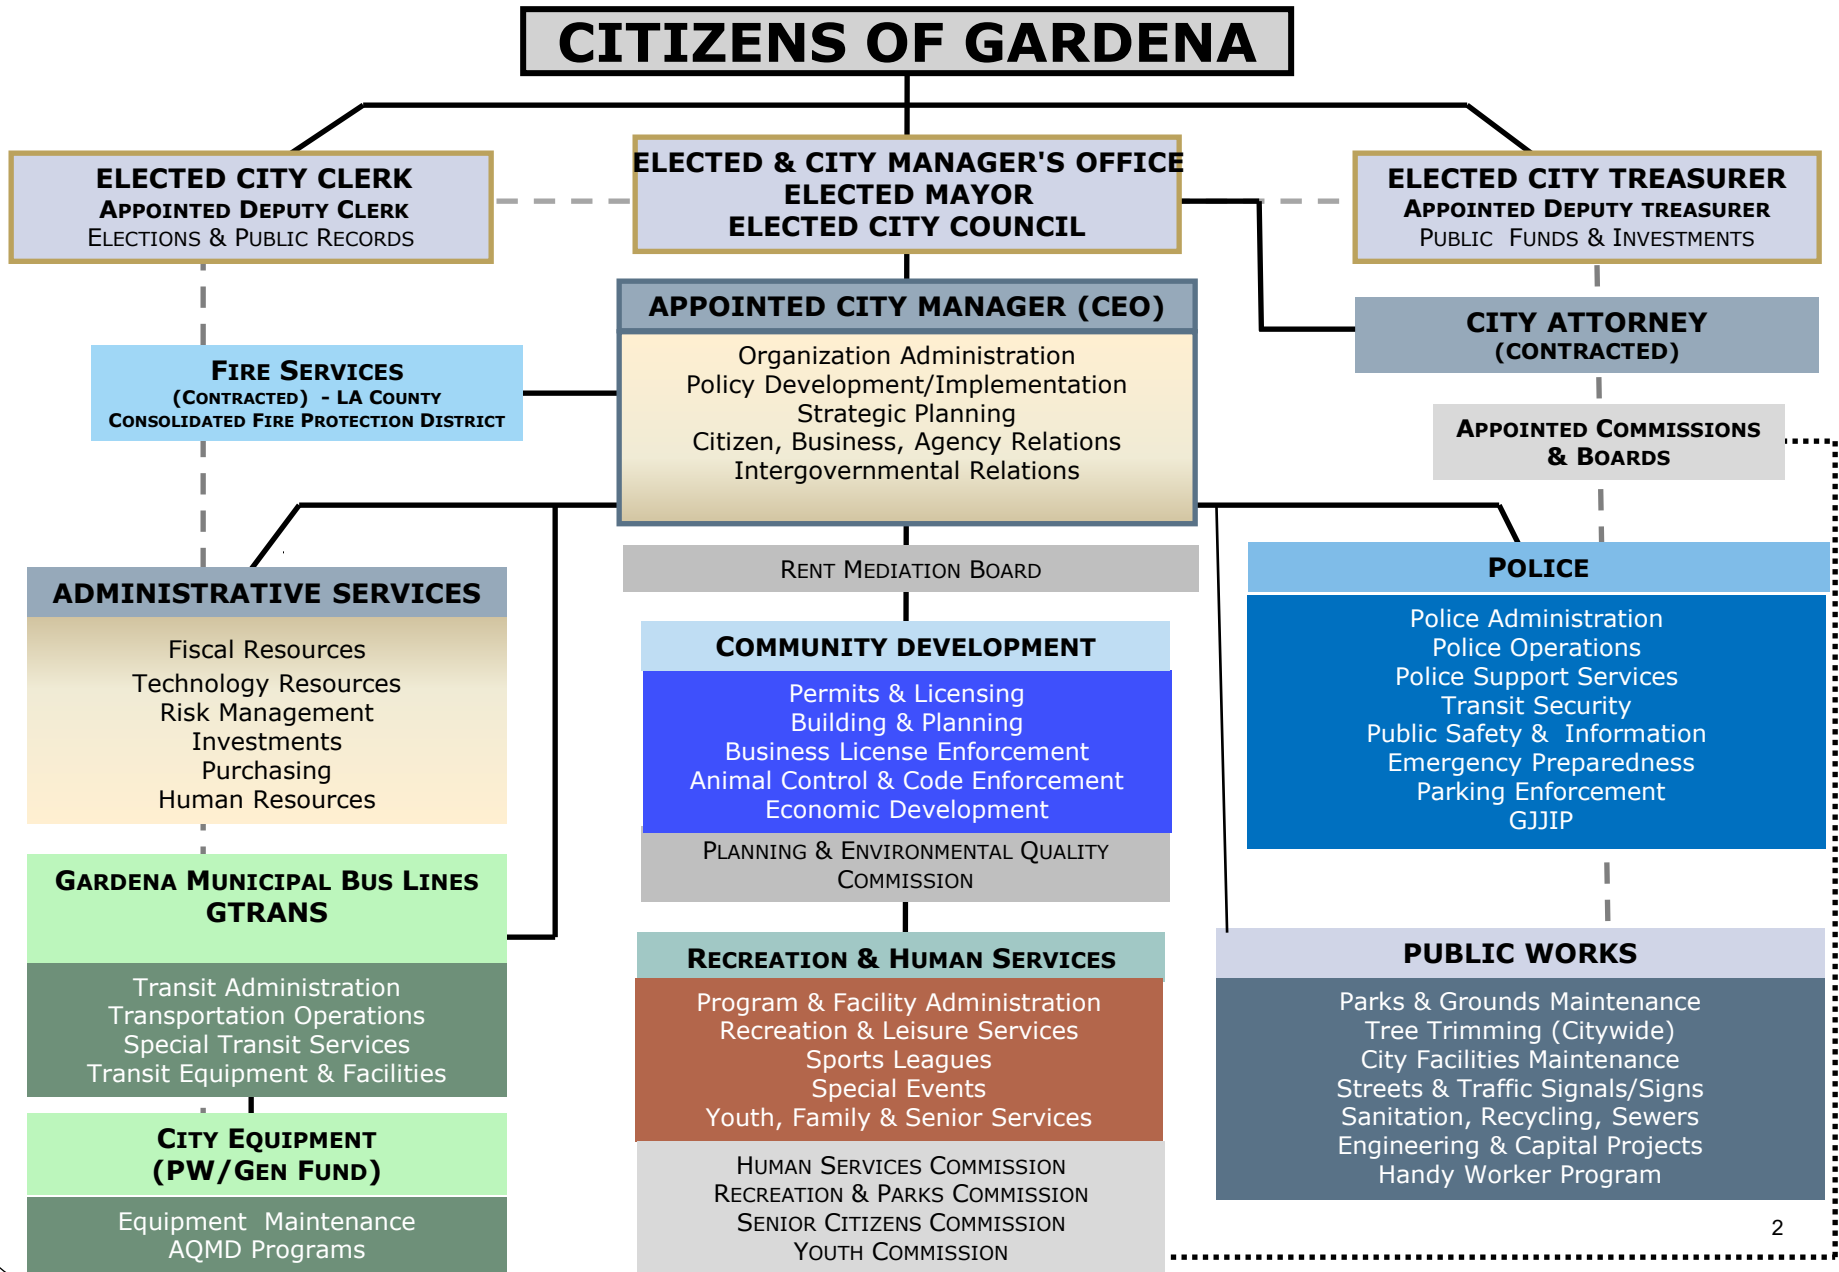 CITIZENS OF GARDENA
ELECTED CITY CLERK
APPOINTED DEPUTY CLERK
ELECTIONS & PUBLIC RECORDS
ELECTED & CITY MANAGER'S OFFICE
ELECTED MAYOR
ELECTED CITY COUNCIL
ELECTED CITY TREASURER
APPOINTED DEPUTY TREASURER
PUBLIC FUNDS & INVESTMENTS
APPOINTED CITY MANAGER (CEO)
Organization Administration
Policy Development/Implementation
Strategic Planning
Citizen, Business, Agency Relations
Intergovernmental Relations
CITY ATTORNEY
(CONTRACTED)
FIRE SERVICES
(CONTRACTED) - LA COUNTY
CONSOLIDATED FIRE PROTECTION DISTRICT
APPOINTED COMMISSIONS
& BOARDS
RENT MEDIATION BOARD
ADMINISTRATIVE SERVICES
Fiscal Resources
Technology Resources
Risk Management
Investments
Purchasing
Human Resources
COMMUNITY DEVELOPMENT
Permits & Licensing
Building & Planning
Business License Enforcement
Animal Control & Code Enforcement
Economic Development
PLANNING & ENVIRONMENTAL QUALITY
COMMISSION
POLICE
Police Administration
Police Operations
Police Support Services
Transit Security
Public Safety & Information
Emergency Preparedness
Parking Enforcement
GJJIP
GARDENA MUNICIPAL BUS LINES
GTRANS
Transit Administration
Transportation Operations
Special Transit Services
Transit Equipment & Facilities
RECREATION & HUMAN SERVICES
Program & Facility Administration
Recreation & Leisure Services
Sports Leagues
Special Events
Youth, Family & Senior Services
HUMAN SERVICES COMMISSION
RECREATION & PARKS COMMISSION
SENIOR CITIZENS COMMISSION
YOUTH COMMISSION
PUBLIC WORKS
Parks & Grounds Maintenance
Tree Trimming (Citywide)
City Facilities Maintenance
Streets & Traffic Signals/Signs
Sanitation, Recycling, Sewers
Engineering & Capital Projects
Handy Worker Program
CITY EQUIPMENT
(PW/GEN FUND)
Equipment Maintenance
AQMD Programs
2